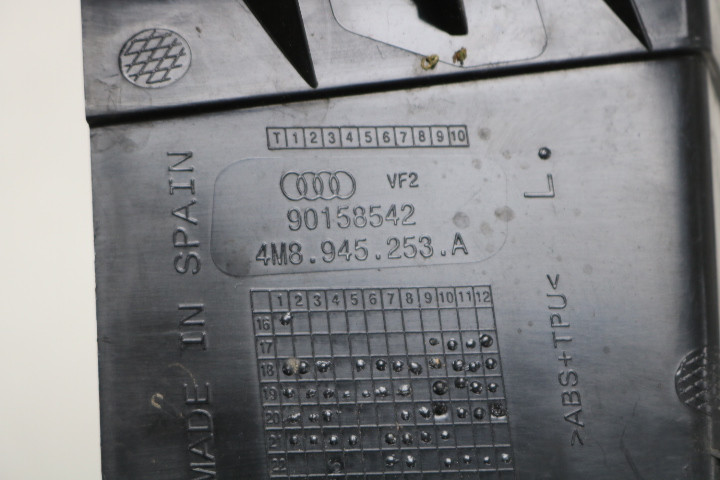 T 1 2 3 4 5 6 7 8 9 10
VF2
90158542
4M8.945.253.A
MADE IN SPAIN
L.
>ABS+TPU<
1 2 3 4 5 6 7 8 9 10 11 12
16
17
18
19
20
21
22